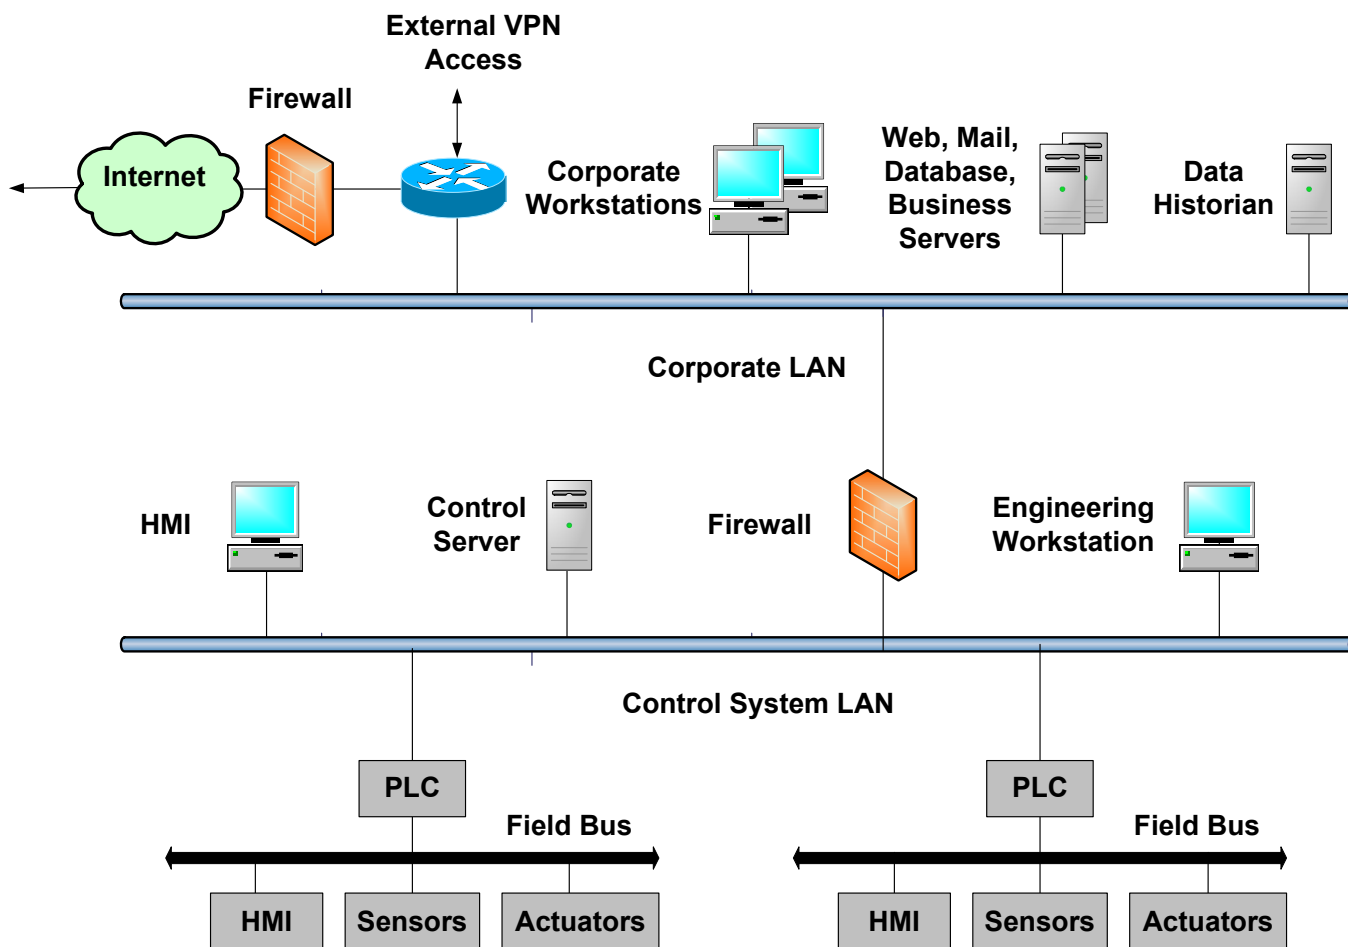 External VPN
Access
Firewall
Internet
Corporate
Workstations
Web, Mail,
Database,
Business
Servers
Data
Historian
Corporate LAN
HMI
Control
Server
Firewall
Engineering
Workstation
Control System LAN
PLC
PLC
Field Bus
Field Bus
HMI
Sensors
Actuators
HMI
Sensors
Actuators